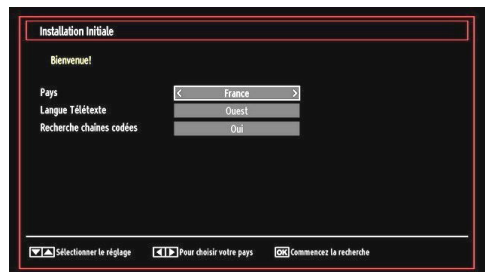 Installation Initiale
Bienvenue!
Pays < France >
Langue Télétexte Ouest
Recherche chaînes codées Oui
▼▲ Sélectionner le réglage ◀▶ Pour choisir votre pays OK Commencez la recherche